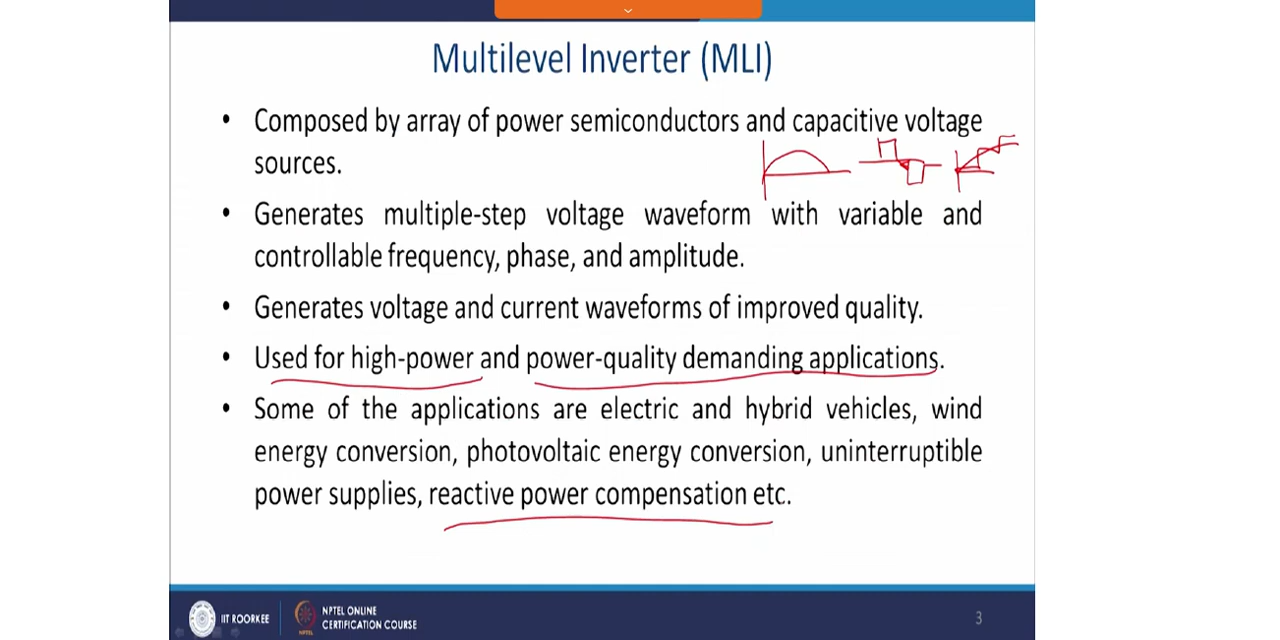 Multilevel Inverter (MLI)
• Composed by array of power semiconductors and capacitive voltage
sources.
• Generates multiple-step voltage waveform with variable and
controllable frequency, phase, and amplitude.
• Generates voltage and current waveforms of improved quality.
• Used for high-power and power-quality demanding applications.
• Some of the applications are electric and hybrid vehicles, wind
energy conversion, photovoltaic energy conversion, uninterruptible
power supplies, reactive power compensation etc.
IIT ROORKEE
NPTEL
NPTEL ONLINE
CERTIFICATION COURSE
3